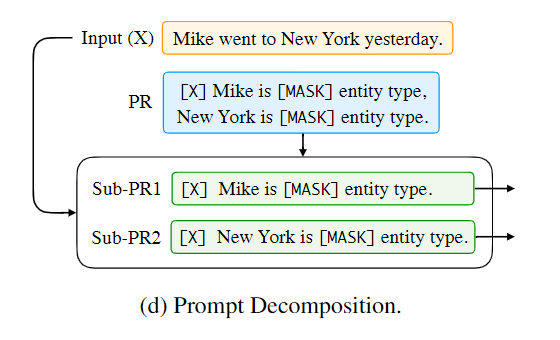 Input (X) Mike went to New York yesterday.
PR [X] Mike is [MASK] entity type,
New York is [MASK] entity type.
Sub-PR1 [X] Mike is [MASK] entity type.
Sub-PR2 [X] New York is [MASK] entity type.
(d) Prompt Decomposition.